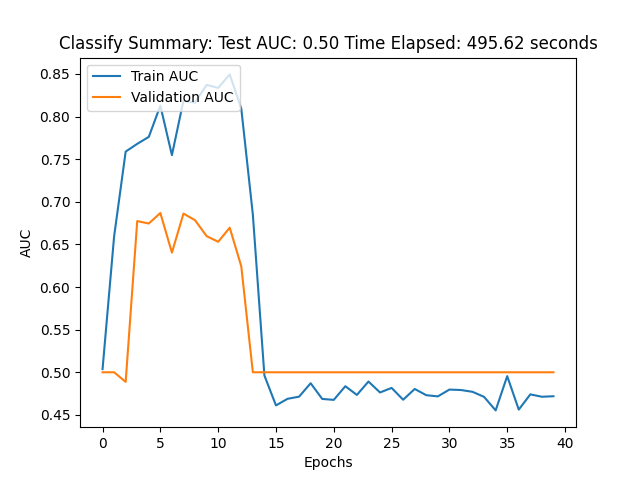 Classify Summary: Test AUC: 0.50 Time Elapsed: 495.62 seconds
Train AUC
Validation AUC
0.85
0.80
0.75
0.70
0.65
0.60
0.55
0.50
0.45
AUC
0 5 10 15 20 25 30 35 40
Epochs